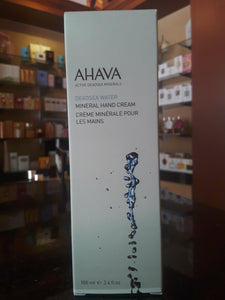 AHAVA
ACTIVE DEADSEA MINERALS
DEADSEA WATER
MINERAL HAND CREAM
CRÈME MINÉRALE POUR
LES MAINS
100 ml e 3.4 fl.oz